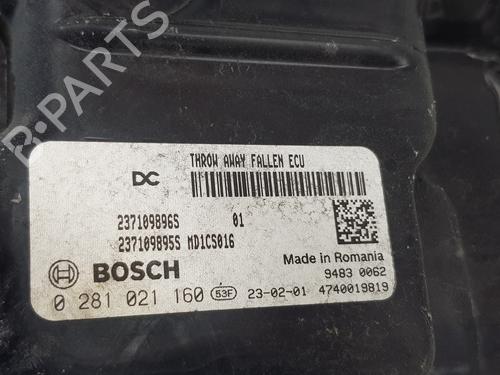 B-PARTS
THROW AWAY FALLEN ECU
DC
237109896S 01
237109895S MD1CS016
Made in Romania
9483 0062
BOSCH
0 281 021 160 53F 23-02-01 4740019819